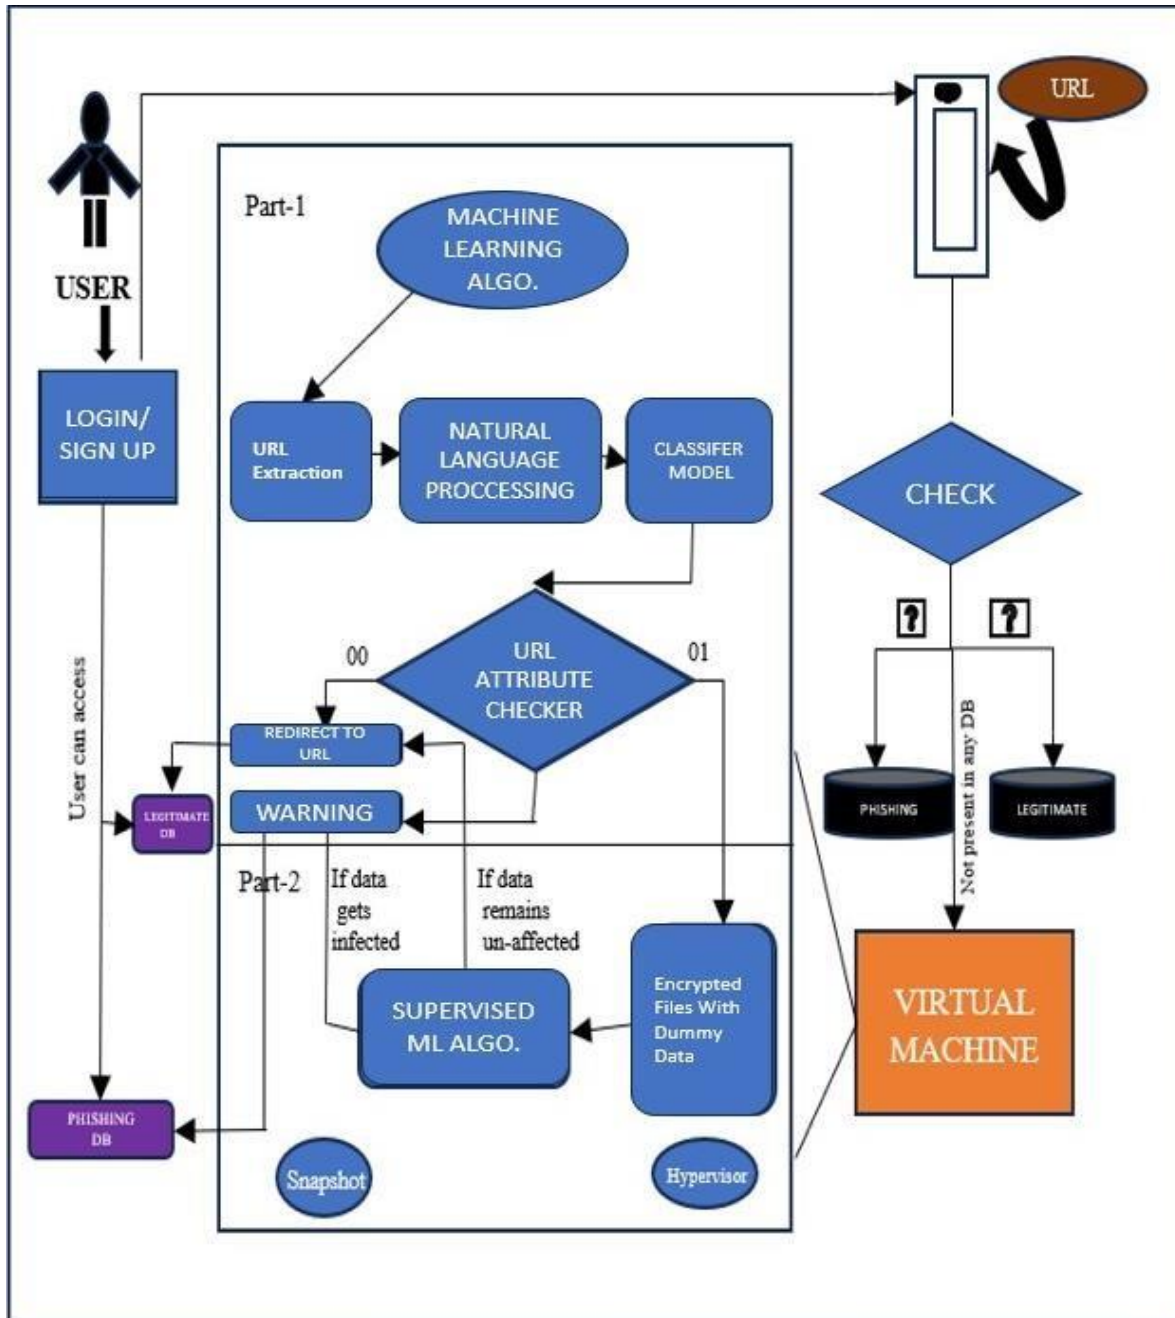 URL
USER
LOGIN/
SIGN UP
Part-1
MACHINE
LEARNING
ALGO.
URL
Extraction
NATURAL
LANGUAGE
PROCCESSING
CLASSIFER
MODEL
CHECK
?
?
00
URL
ATTRIBUTE
CHECKER
01
REDIRECT TO
URL
WARNING
User can access
LEGITIMATE
DB
PHISHING
LEGITIMATE
Not present in any DB
Part-2
If data
gets
infected
If data
remains
un-affected
SUPERVISED
ML ALGO.
Encrypted
Files With
Dummy
Data
VIRTUAL
MACHINE
PHISHING
DB
Snapshot
Hypervisor